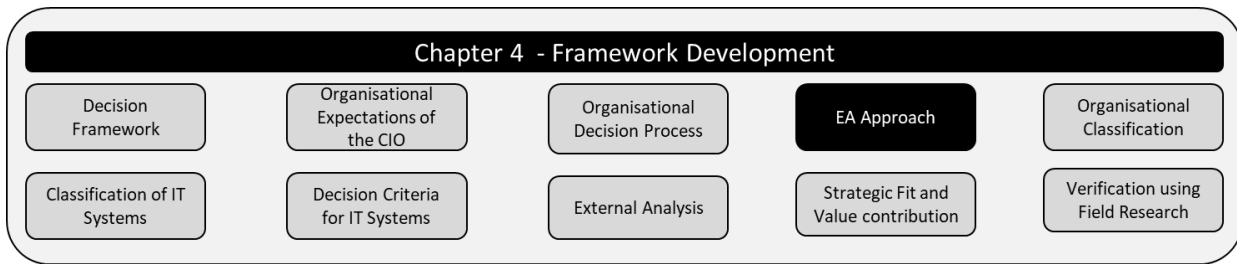 Chapter 4 - Framework Development
Decision
Framework
Organisational
Expectations of
the CIO
Organisational
Decision Process
EA Approach
Organisational
Classification
Classification of IT
Systems
Decision Criteria
for IT Systems
External Analysis
Strategic Fit and
Value contribution
Verification using
Field Research